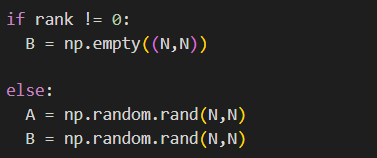 if rank != 0:
  B = np.empty((N,N))
else:
  A = np.random.rand(N,N)
  B = np.random.rand(N,N)